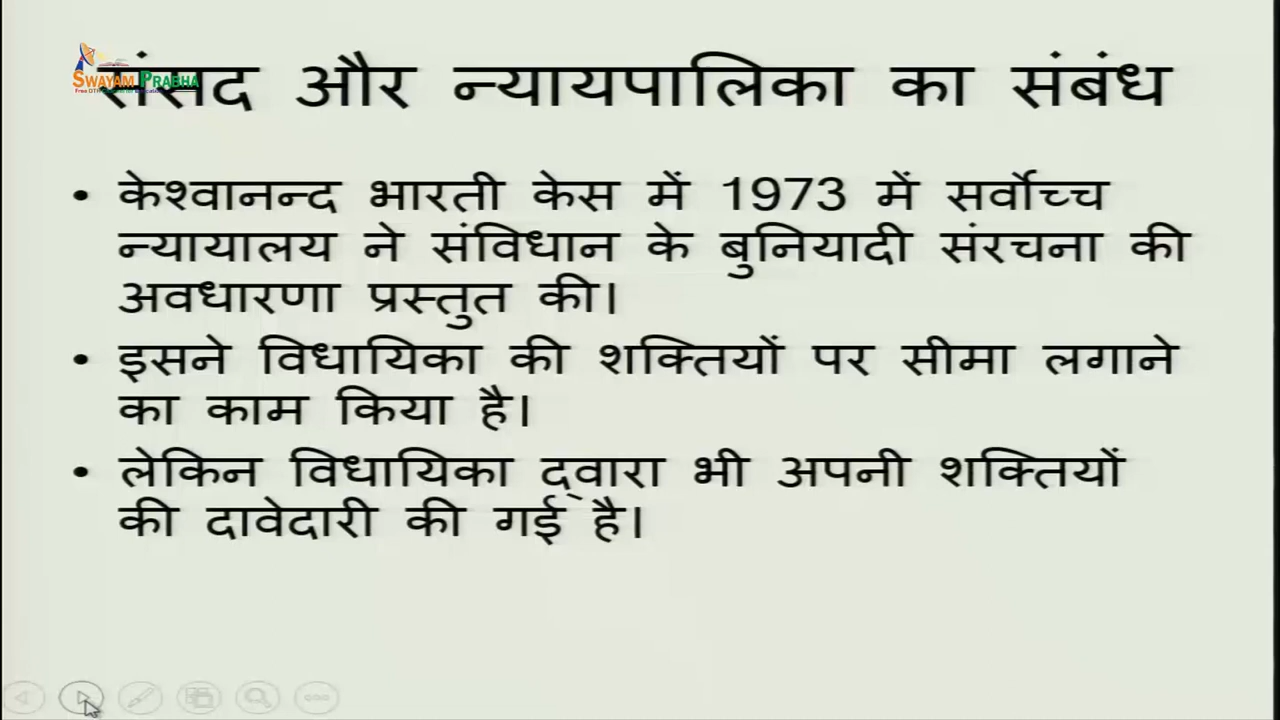 SWAYAM PRABHA
संसद और न्यायपालिका का संबंध
• केश्वानन्द भारती केस में 1973 में सर्वोच्च
न्यायालय ने संविधान के बुनियादी संरचना की
अवधारणा प्रस्तुत की।
• इसने विधायिका की शक्तियों पर सीमा लगाने
का काम किया है।
• लेकिन विधायिका द्वारा भी अपनी शक्तियों
की दावेदारी की गई है।